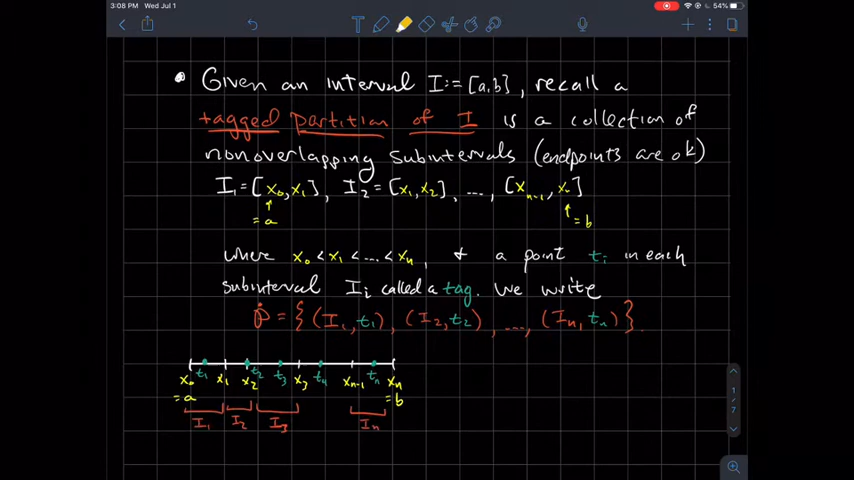 3:08 PM Wed Jul 1
54%
• Given an interval I:=[a,b], recall a
tagged partition of I is a collection of
nonoverlapping subintervals (endpoints are ok)
I₁=[x₀,x₁], I₂=[x₁,x₂], ..., [xₙ₋₁,xₙ]
=a =b
where x₀<x₁<...<xₙ, & a point tᵢ in each
subinterval Iᵢ called a tag. We write
Ṗ={(I₁,t₁), (I₂,t₂), ..., (Iₙ,tₙ)}
t₁ t₂ t₃ t₄ tₙ
x₀ x₁ x₂ x₃ xₙ₋₁ xₙ
=a =b
I₁ I₂ I₃ Iₙ
1
/
7